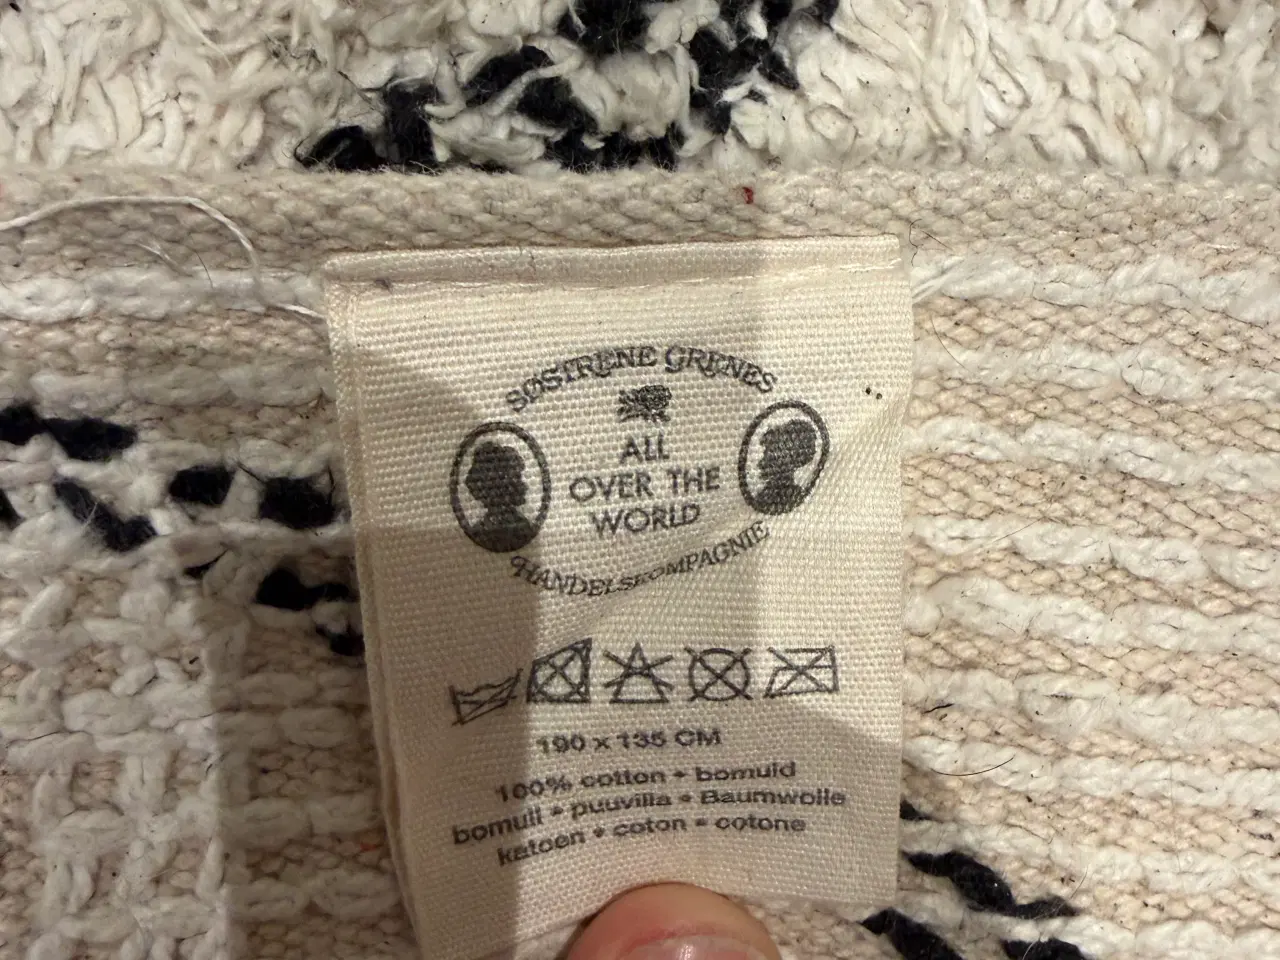 SØSTRENE GRENES
ALL
OVER THE
WORLD
HANDELSKOMPAGNIE
190 x 135 CM
100% cotton • bomuld
bomull • puuvilla • Baumwolle
katoen • coton • cotone